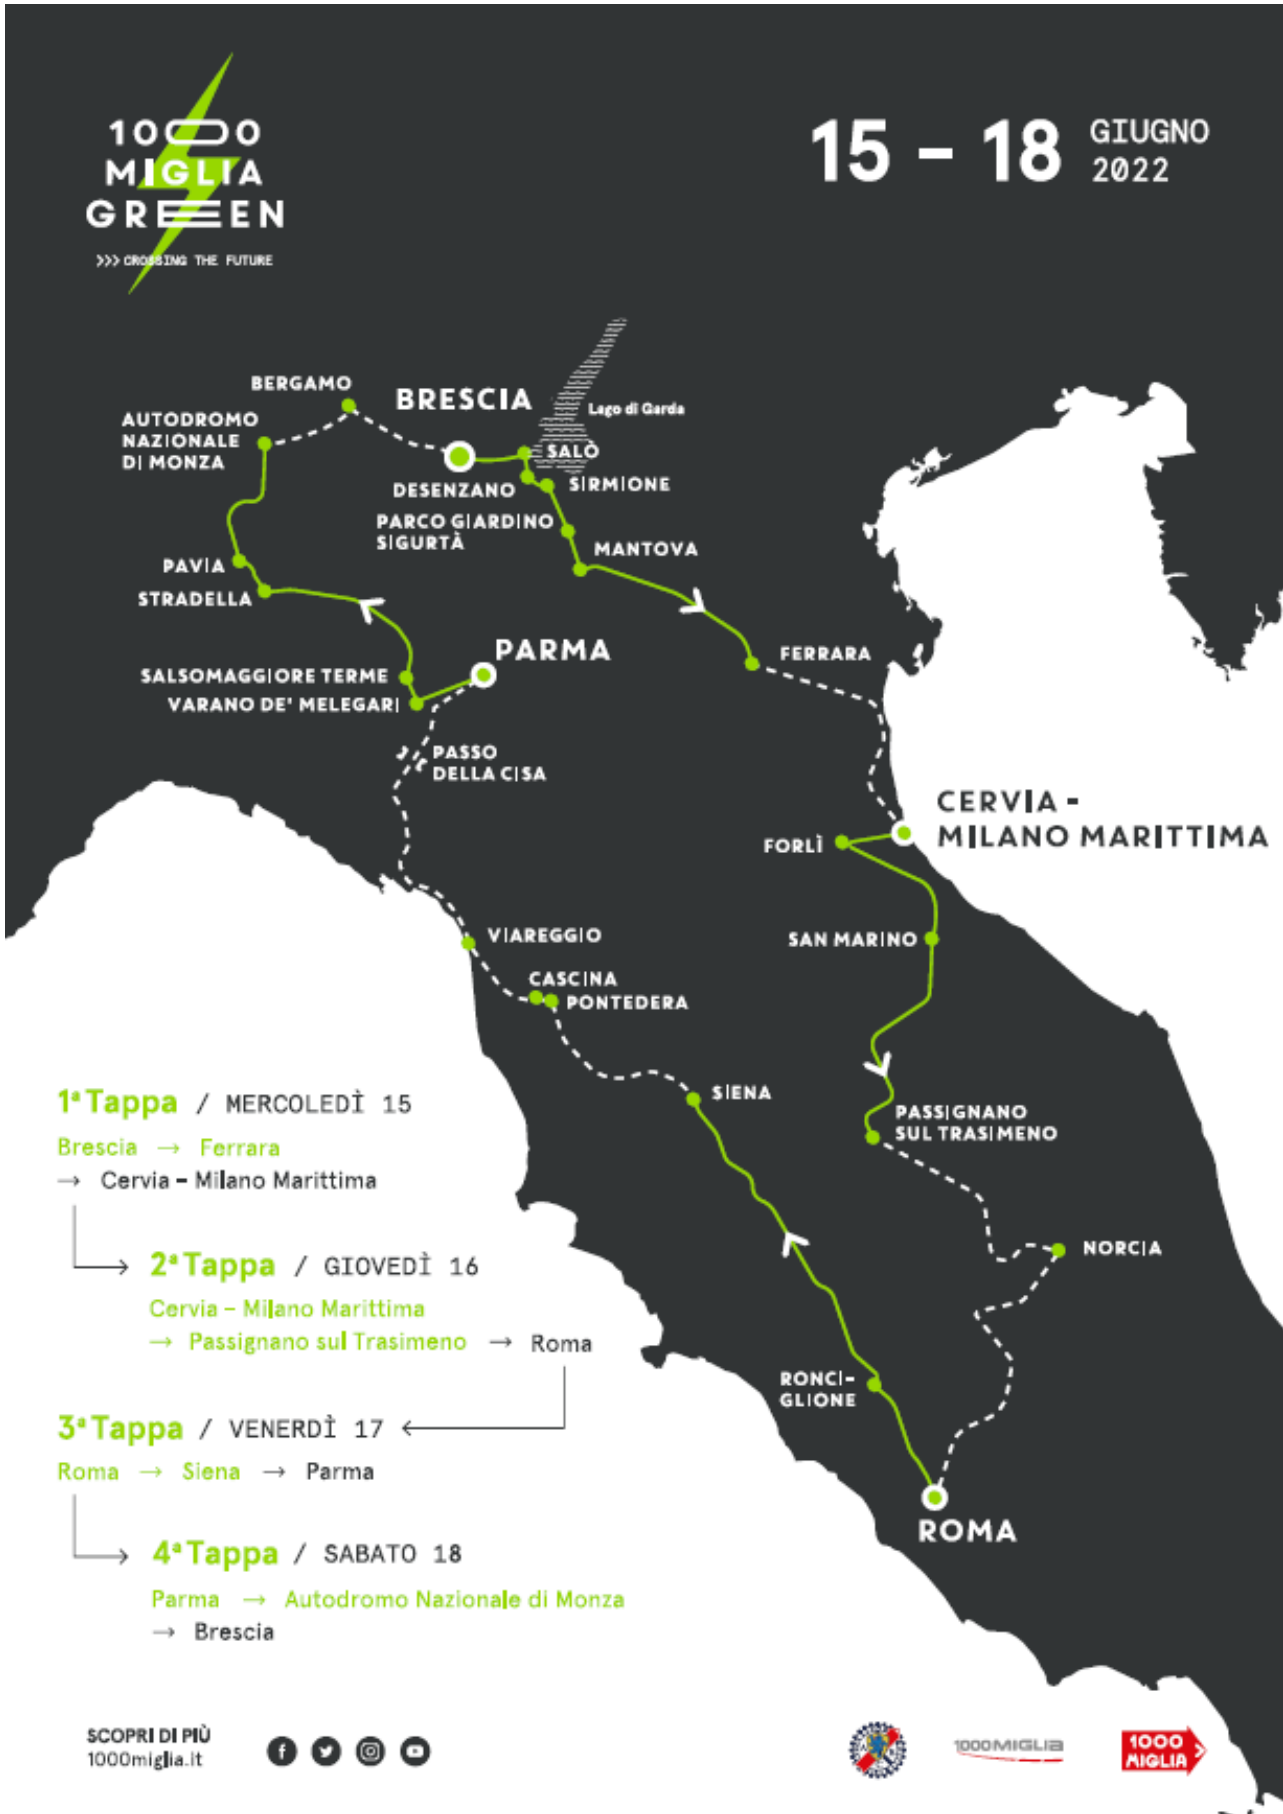 1000
MIGLIA
GREEN
>>> CROSSING THE FUTURE
15 – 18 GIUGNO
2022
BERGAMO
BRESCIA
AUTODROMO
NAZIONALE
DI MONZA
Lago di Garda
SALÒ
DESENZANO
SIRMIONE
PARCO GIARDINO
SIGURTÀ
MANTOVA
PAVIA
STRADELLA
PARMA
FERRARA
SALSOMAGGIORE TERME
VARANO DE' MELEGARI
PASSO
DELLA CISA
CERVIA –
MILANO MARITTIMA
FORLÌ
VIAREGGIO
SAN MARINO
CASCINA
PONTEDERA
SIENA
PASSIGNANO
SUL TRASIMENO
NORCIA
RONCI–
GLIONE
ROMA
1ª Tappa / MERCOLEDÌ 15
Brescia → Ferrara
→ Cervia – Milano Marittima
2ª Tappa / GIOVEDÌ 16
Cervia – Milano Marittima
→ Passignano sul Trasimeno → Roma
3ª Tappa / VENERDÌ 17
Roma → Siena → Parma
4ª Tappa / SABATO 18
Parma → Autodromo Nazionale di Monza
→ Brescia
SCOPRI DI PIÙ
1000miglia.it
1000MIGLIA
1000
MIGLIA